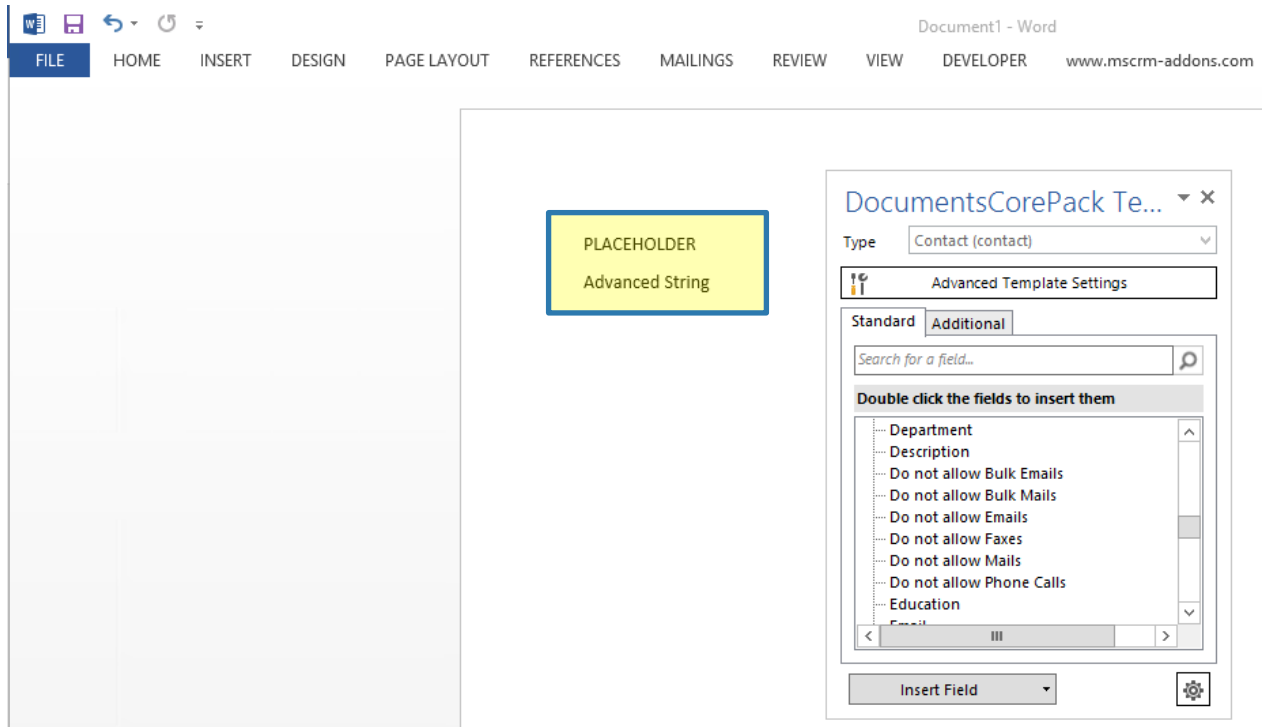 Document1 - Word
FILE HOME INSERT DESIGN PAGE LAYOUT REFERENCES MAILINGS REVIEW VIEW DEVELOPER www.mscrm-addons.com
PLACEHOLDER
Advanced String
DocumentsCorePack Te...
Type Contact (contact)
Advanced Template Settings
Standard Additional
Search for a field...
Double click the fields to insert them
Department
Description
Do not allow Bulk Emails
Do not allow Bulk Mails
Do not allow Emails
Do not allow Faxes
Do not allow Mails
Do not allow Phone Calls
Education
Email
Insert Field